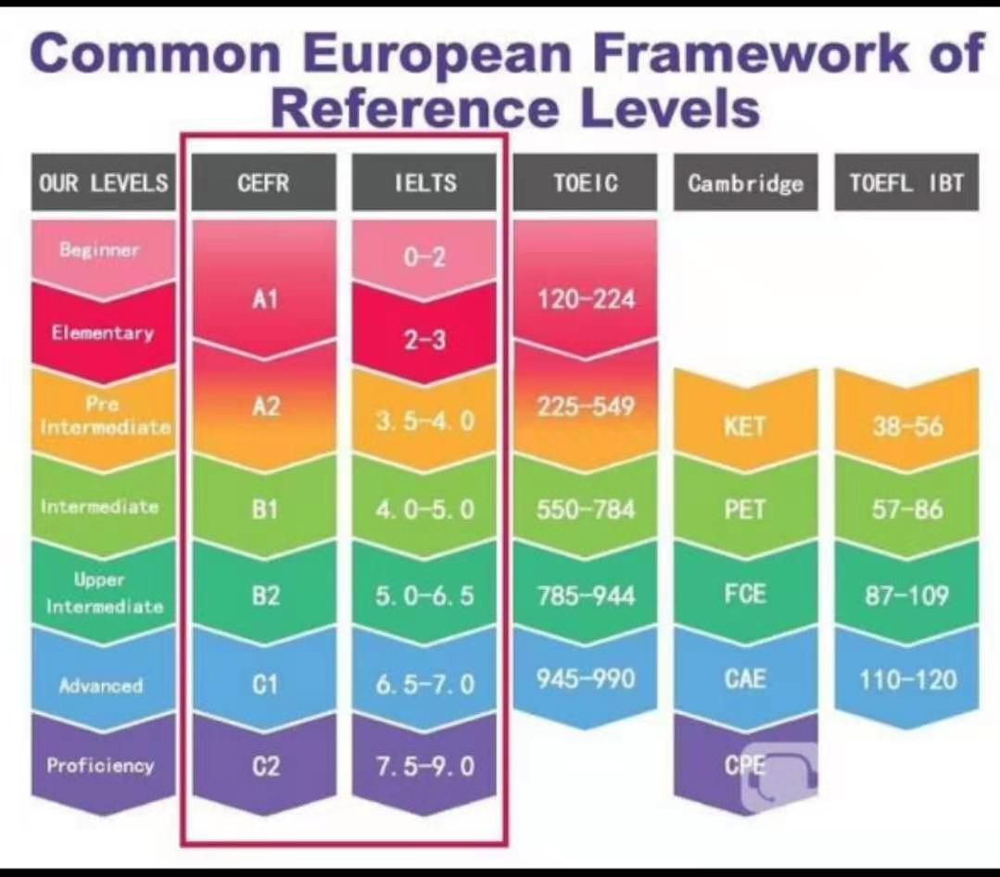 Common European Framework of
Reference Levels
OUR LEVELS CEFR IELTS TOEIC Cambridge TOEFL IBT
Beginner 0-2
A1 120-224
Elementary 2-3
Pre
Intermediate A2 3.5-4.0 225-549 KET 38-56
Intermediate B1 4.0-5.0 550-784 PET 57-86
Upper
Intermediate B2 5.0-6.5 785-944 FCE 87-109
Advanced C1 6.5-7.0 945-990 CAE 110-120
Proficiency C2 7.5-9.0 CPE